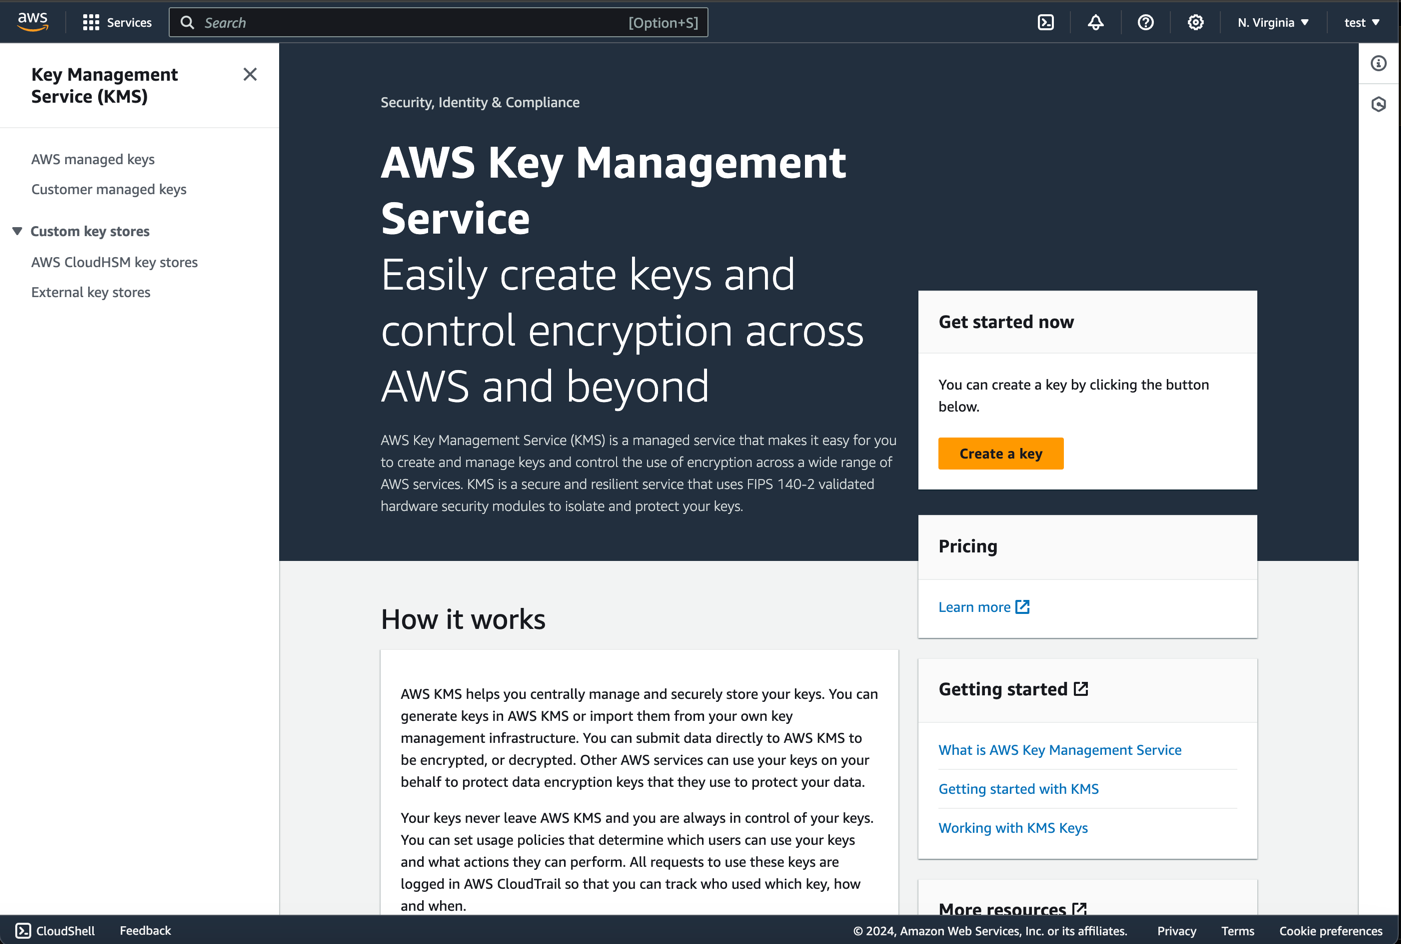 aws
Services
Search
[Option+S]
N. Virginia
test
Key Management
Service (KMS)
AWS managed keys
Customer managed keys
Custom key stores
AWS CloudHSM key stores
External key stores
Security, Identity & Compliance
AWS Key Management
Service
Easily create keys and
control encryption across
AWS and beyond
AWS Key Management Service (KMS) is a managed service that makes it easy for you
to create and manage keys and control the use of encryption across a wide range of
AWS services. KMS is a secure and resilient service that uses FIPS 140-2 validated
hardware security modules to isolate and protect your keys.
Get started now
You can create a key by clicking the button
below.
Create a key
Pricing
Learn more
How it works
AWS KMS helps you centrally manage and securely store your keys. You can
generate keys in AWS KMS or import them from your own key
management infrastructure. You can submit data directly to AWS KMS to
be encrypted, or decrypted. Other AWS services can use your keys on your
behalf to protect data encryption keys that they use to protect your data.
Your keys never leave AWS KMS and you are always in control of your keys.
You can set usage policies that determine which users can use your keys
and what actions they can perform. All requests to use these keys are
logged in AWS CloudTrail so that you can track who used which key, how
and when.
Getting started
What is AWS Key Management Service
Getting started with KMS
Working with KMS Keys
More resources
CloudShell
Feedback
© 2024, Amazon Web Services, Inc. or its affiliates.
Privacy
Terms
Cookie preferences